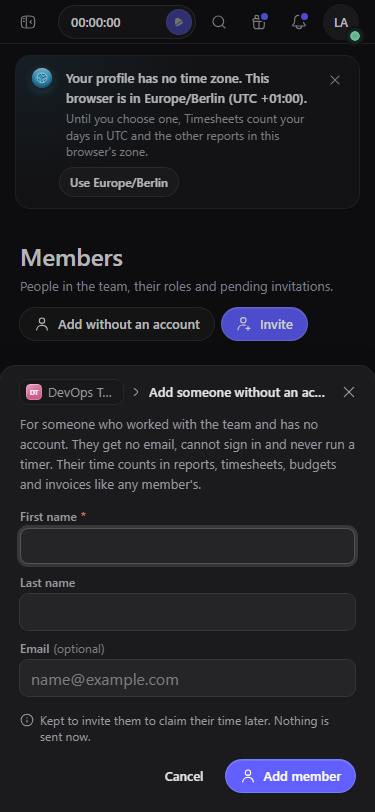 00:00:00
LA
Your profile has no time zone. This
browser is in Europe/Berlin (UTC +01:00).
Until you choose one, Timesheets count your
days in UTC and the other reports in this
browser's zone.
Use Europe/Berlin
Members
People in the team, their roles and pending invitations.
Add without an account
Invite
DT DevOps T... > Add someone without an ac...
For someone who worked with the team and has no
account. They get no email, cannot sign in and never run a
timer. Their time counts in reports, timesheets, budgets
and invoices like any member's.
First name *
Last name
Email (optional)
name@example.com
Kept to invite them to claim their time later. Nothing is
sent now.
Cancel
Add member